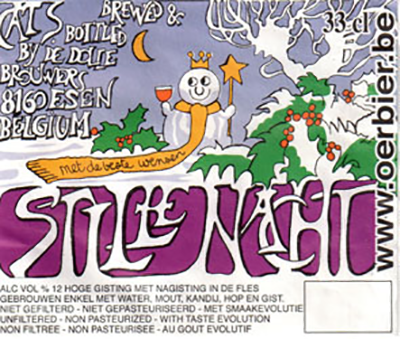 BREWED &
BOTTLED
BY DE DOLLE
BROUWERS
8160 ESEN
BELGIUM
33 cl
met de beste wensen
STILLE NACHT
www.oerbier.be
ALC VOL % 12 HOGE GISTING MET NAGISTING IN DE FLES
GEBROUWEN ENKEL MET WATER, MOUT, KANDIJ, HOP EN GIST.
NIET GEFILTERD - NIET GEPASTEURISEERD - MET SMAAKEVOLUTIE
UNFILTERED - NON PASTEURIZED - WITH TASTE EVOLUTION
NON FILTREE - NON PASTEURISEE - AU GOUT EVOLUTIF